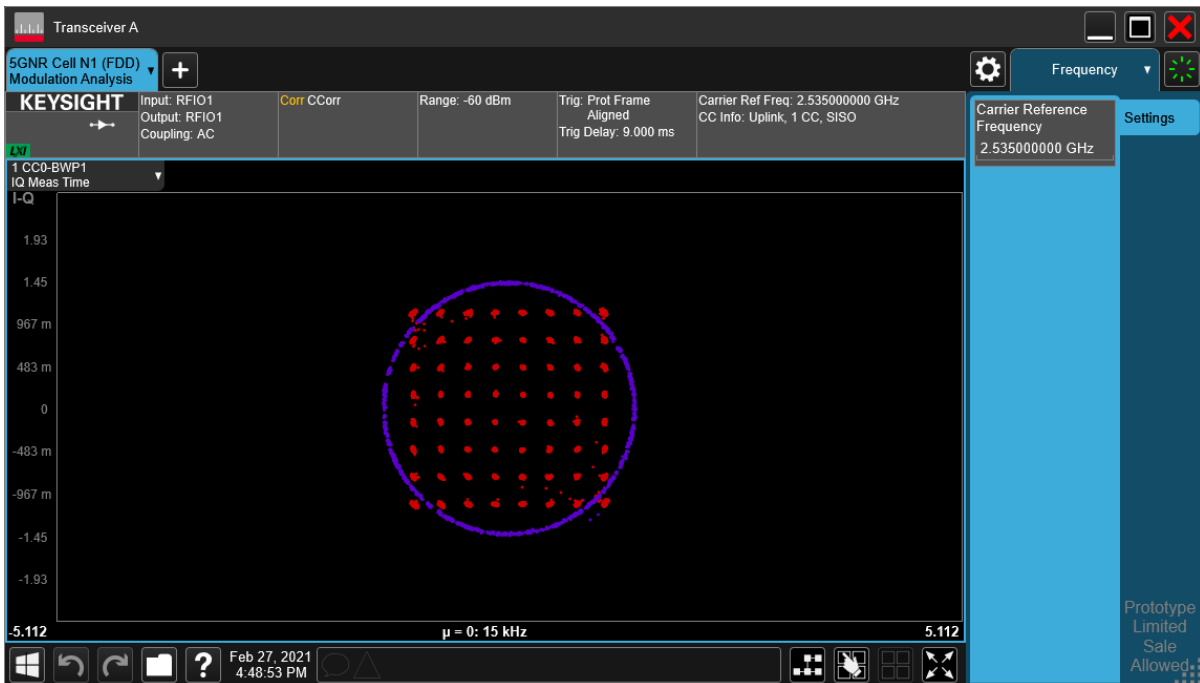 Transceiver A
5GNR Cell N1 (FDD)
Modulation Analysis
+
Frequency
KEYSIGHT
LXI
Input: RFIO1
Output: RFIO1
Coupling: AC
Corr CCorr
Range: -60 dBm
Trig: Prot Frame
Aligned
Trig Delay: 9.000 ms
Carrier Ref Freq: 2.535000000 GHz
CC Info: Uplink, 1 CC, SISO
Carrier Reference
Frequency
2.535000000 GHz
Settings
1 CC0-BWP1
IQ Meas Time
I-Q
1.93
1.45
967 m
483 m
0
-483 m
-967 m
-1.45
-1.93
-5.112
µ = 0: 15 kHz
5.112
Prototype
Limited
Sale
Allowed
?
Feb 27, 2021
4:48:53 PM